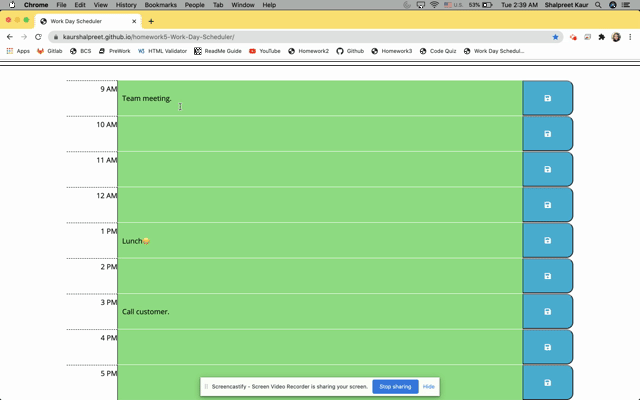 Chrome File Edit View History Bookmarks People Tab Window Help U.S. 53% Tue 2:39 AM Shalpreet Kaur
Work Day Scheduler
kaurshalpreet.github.io/homework5-Work-Day-Scheduler/
Apps Gitlab BCS PreWork HTML Validator ReadMe Guide YouTube Homework2 Github Homework3 Code Quiz Work Day Schedul...
9 AM Team meeting.
10 AM
11 AM
12 AM
1 PM Lunch😀
2 PM
3 PM Call customer.
4 PM
5 PM
Screencastify - Screen Video Recorder is sharing your screen. Stop sharing Hide